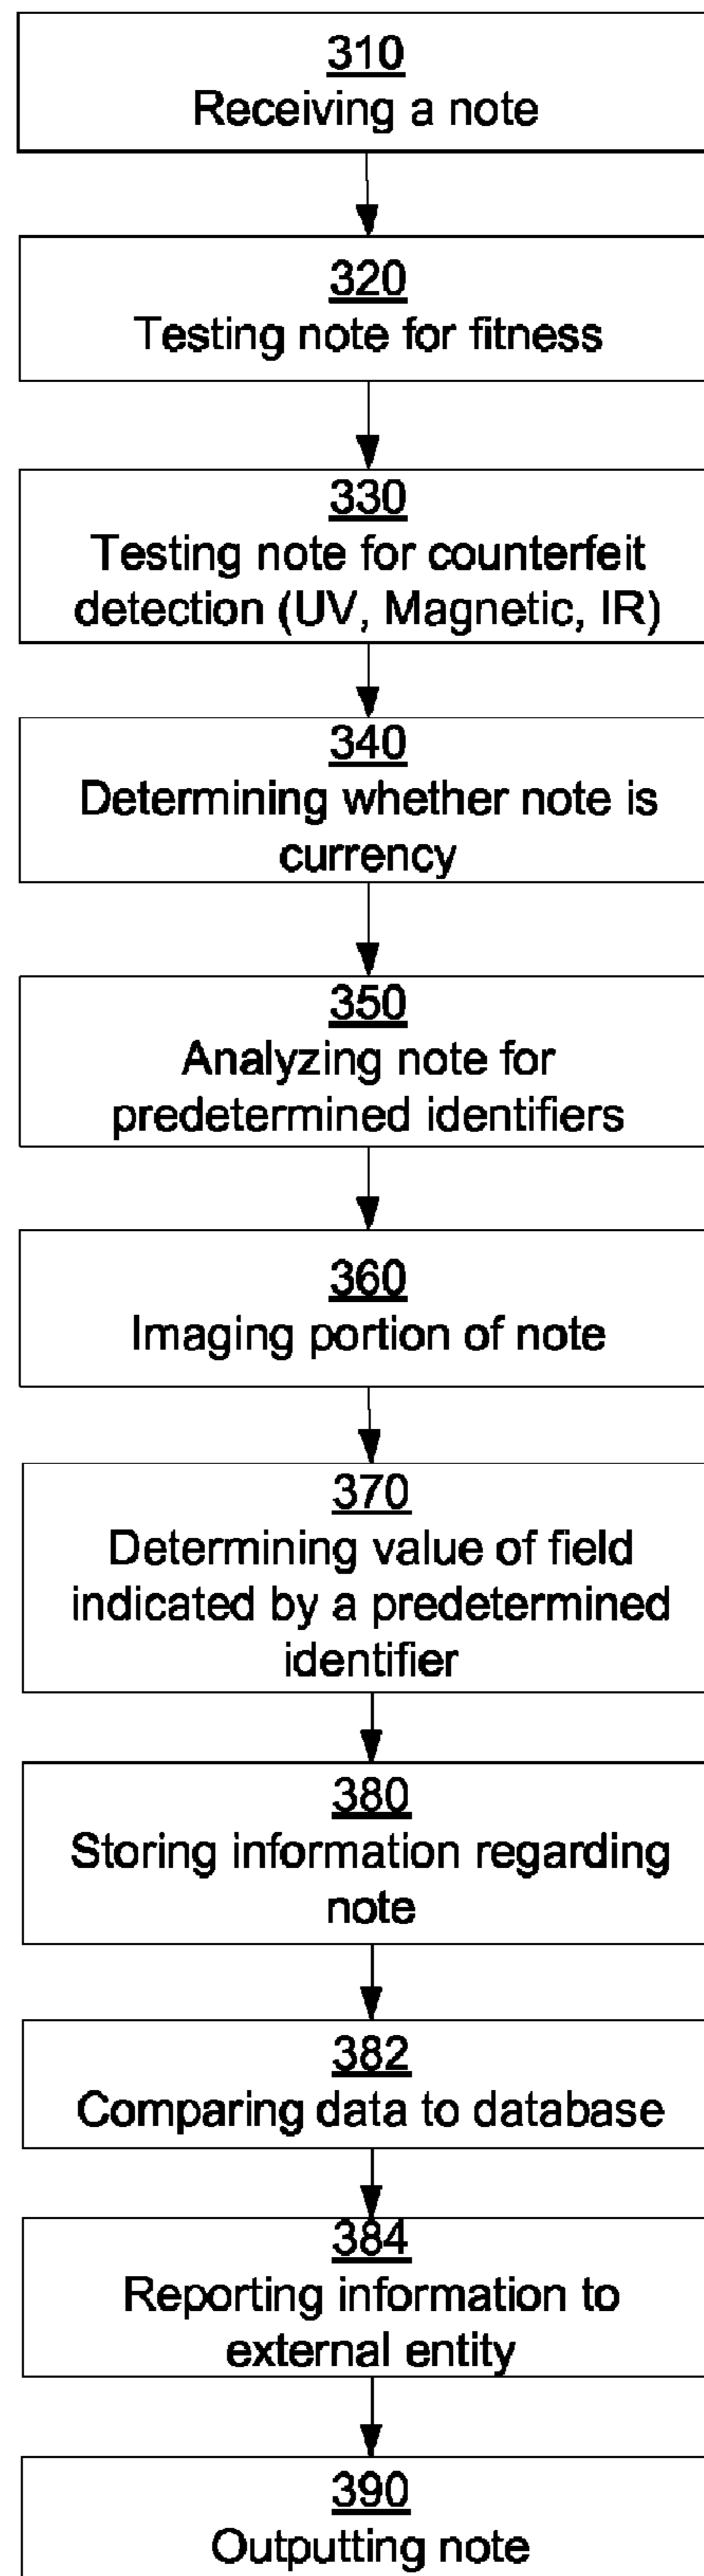 310
Receiving a note
320
Testing note for fitness
330
Testing note for counterfeit
detection (UV, Magnetic, IR)
340
Determining whether note is
currency
350
Analyzing note for
predetermined identifiers
360
Imaging portion of note
370
Determining value of field
indicated by a predetermined
identifier
380
Storing information regarding
note
382
Comparing data to database
384
Reporting information to
external entity
390
Outputting note